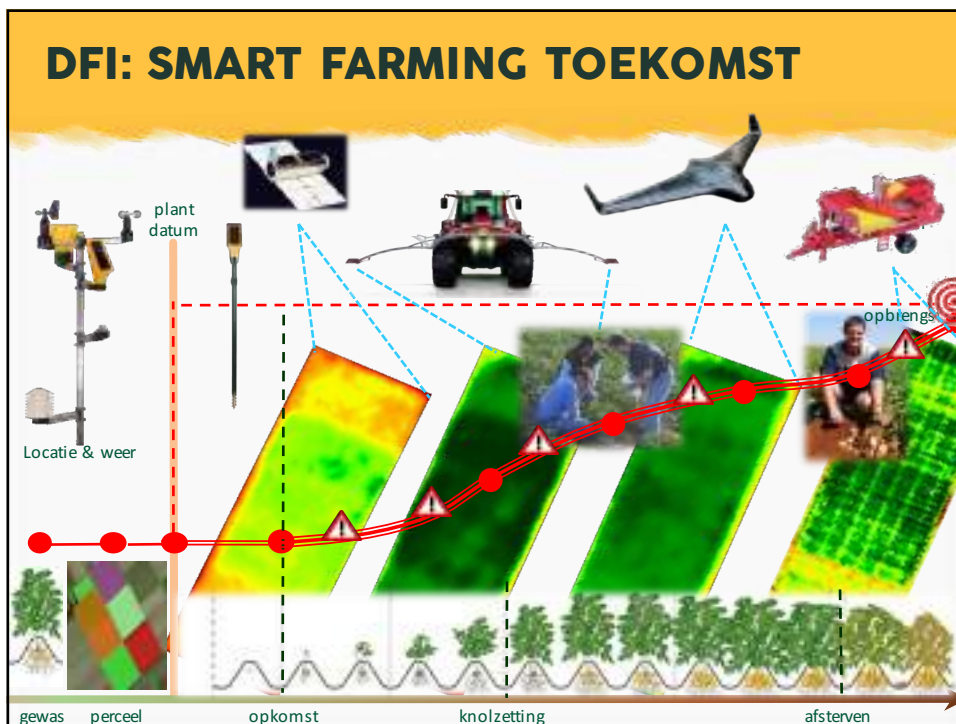 DFI: SMART FARMING TOEKOMST
plant
datum
opbrengs
Locatie & weer
gewas
perceel
opkomst
knolzetting
afsterven